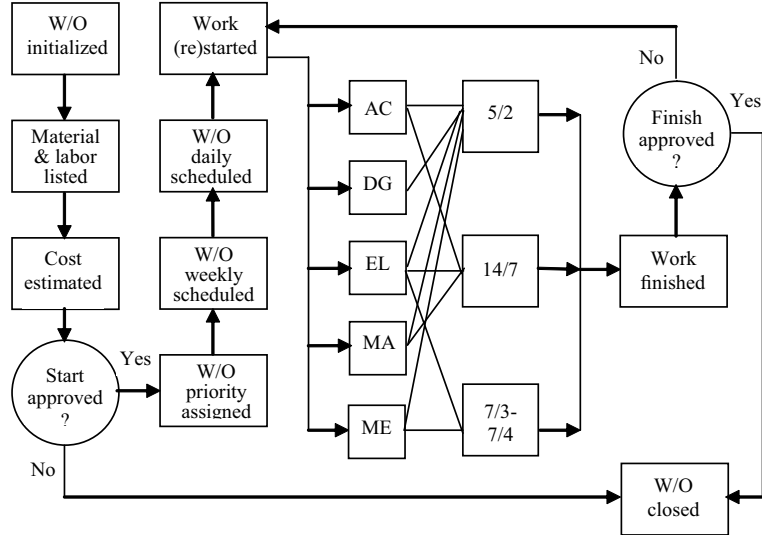 W/O
initialized
Material
& labor
listed
Cost
estimated
Start
approved
?
Yes
No
W/O
priority
assigned
W/O
weekly
scheduled
W/O
daily
scheduled
Work
(re)started
AC
DG
EL
MA
ME
5/2
14/7
7/3-
7/4
Work
finished
Finish
approved
?
No
Yes
W/O
closed